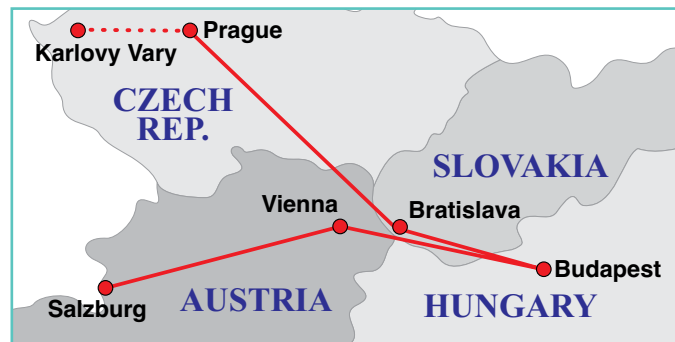 Prague
Karlovy Vary
CZECH
REP.
SLOVAKIA
Vienna
Bratislava
Budapest
Salzburg
AUSTRIA
HUNGARY